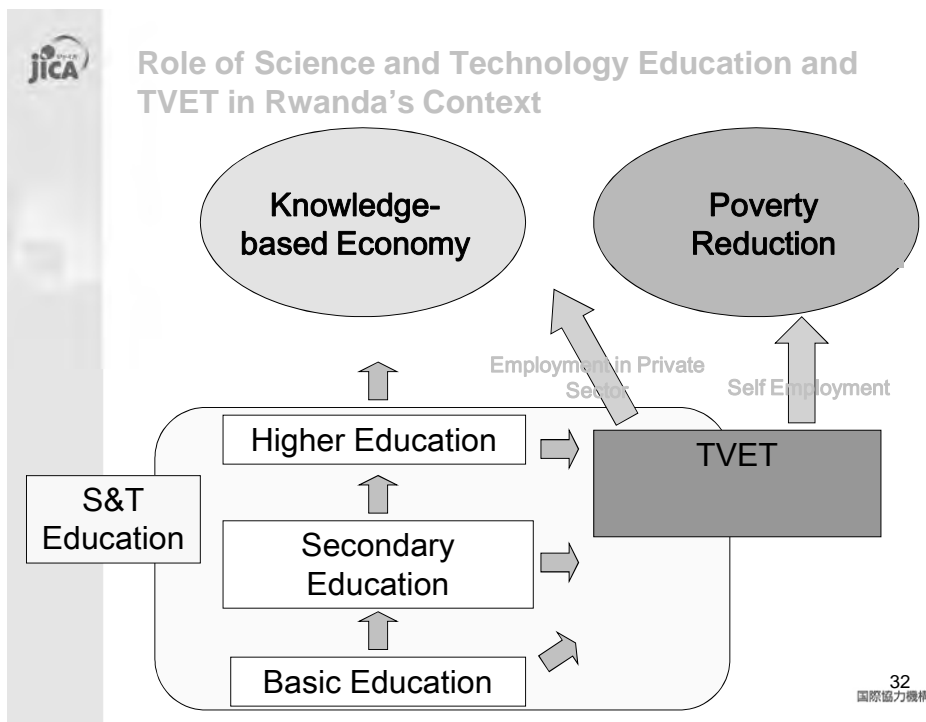 jICA
Role of Science and Technology Education and
TVET in Rwanda's Context
Knowledge-
based Economy
Poverty
Reduction
Employment in Private
Sector
Self Employment
Higher Education
TVET
S&T
Education
Secondary
Education
Basic Education
32
国際協力機構